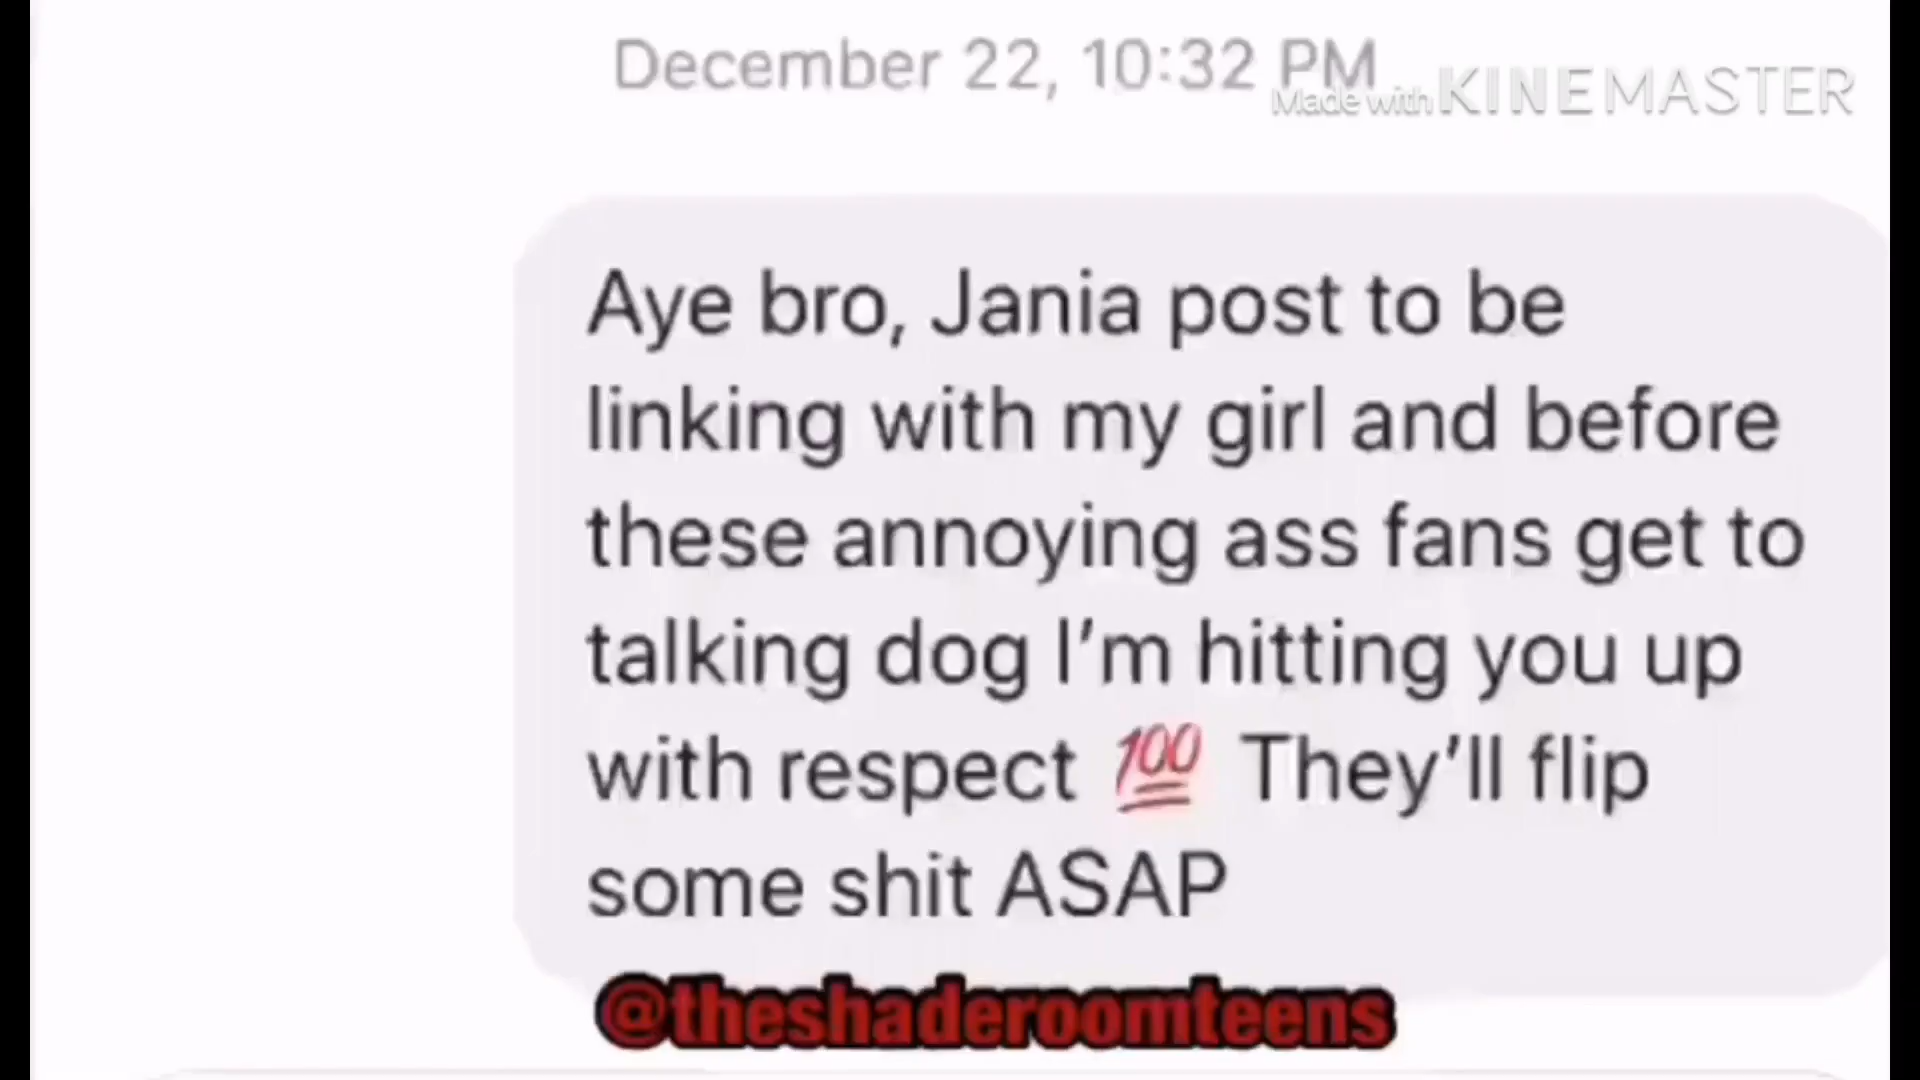 December 22, 10:32 PM
Made with KINEMASTER
Aye bro, Jania post to be
linking with my girl and before
these annoying ass fans get to
talking dog I'm hitting you up
with respect 💯 They'll flip
some shit ASAP
@theshaderoomteens